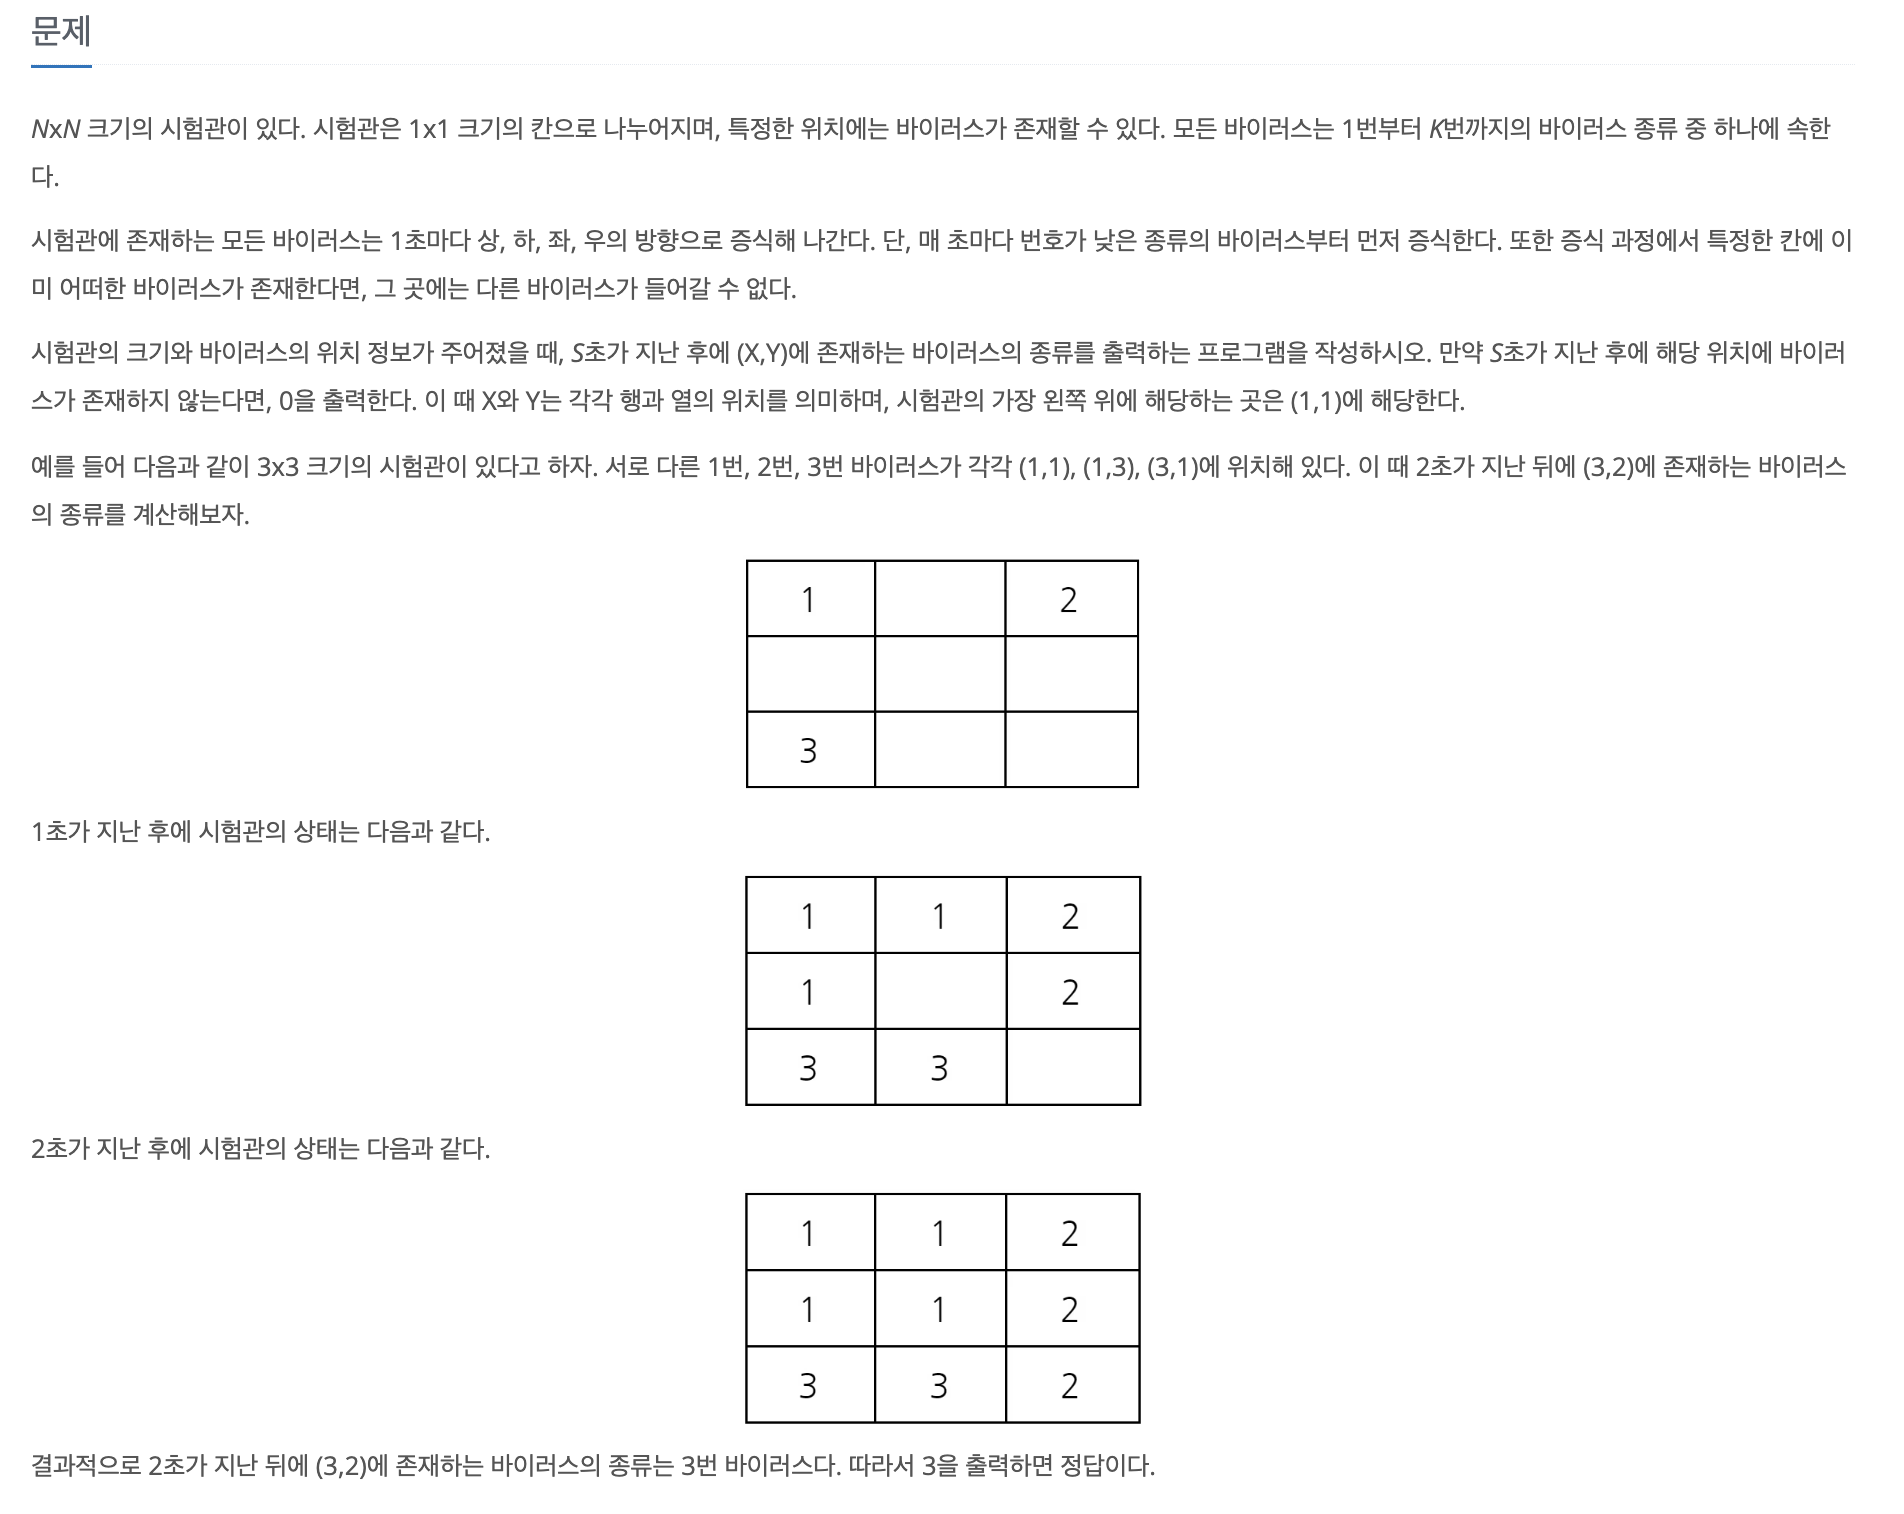 문제
NxN 크기의 시험관이 있다. 시험관은 1x1 크기의 칸으로 나누어지며, 특정한 위치에는 바이러스가 존재할 수 있다. 모든 바이러스는 1번부터 K번까지의 바이러스 종류 중 하나에 속한
다.
시험관에 존재하는 모든 바이러스는 1초마다 상, 하, 좌, 우의 방향으로 증식해 나간다. 단, 매 초마다 번호가 낮은 종류의 바이러스부터 먼저 증식한다. 또한 증식 과정에서 특정한 칸에 이
미 어떠한 바이러스가 존재한다면, 그 곳에는 다른 바이러스가 들어갈 수 없다.
시험관의 크기와 바이러스의 위치 정보가 주어졌을 때, S초가 지난 후에 (X,Y)에 존재하는 바이러스의 종류를 출력하는 프로그램을 작성하시오. 만약 S초가 지난 후에 해당 위치에 바이러
스가 존재하지 않는다면, 0을 출력한다. 이 때 X와 Y는 각각 행과 열의 위치를 의미하며, 시험관의 가장 왼쪽 위에 해당하는 곳은 (1,1)에 해당한다.
예를 들어 다음과 같이 3x3 크기의 시험관이 있다고 하자. 서로 다른 1번, 2번, 3번 바이러스가 각각 (1,1), (1,3), (3,1)에 위치해 있다. 이 때 2초가 지난 뒤에 (3,2)에 존재하는 바이러스
의 종류를 계산해보자.
1 2
3
1초가 지난 후에 시험관의 상태는 다음과 같다.
1 1 2
1 2
3 3
2초가 지난 후에 시험관의 상태는 다음과 같다.
1 1 2
1 1 2
3 3 2
결과적으로 2초가 지난 뒤에 (3,2)에 존재하는 바이러스의 종류는 3번 바이러스다. 따라서 3을 출력하면 정답이다.